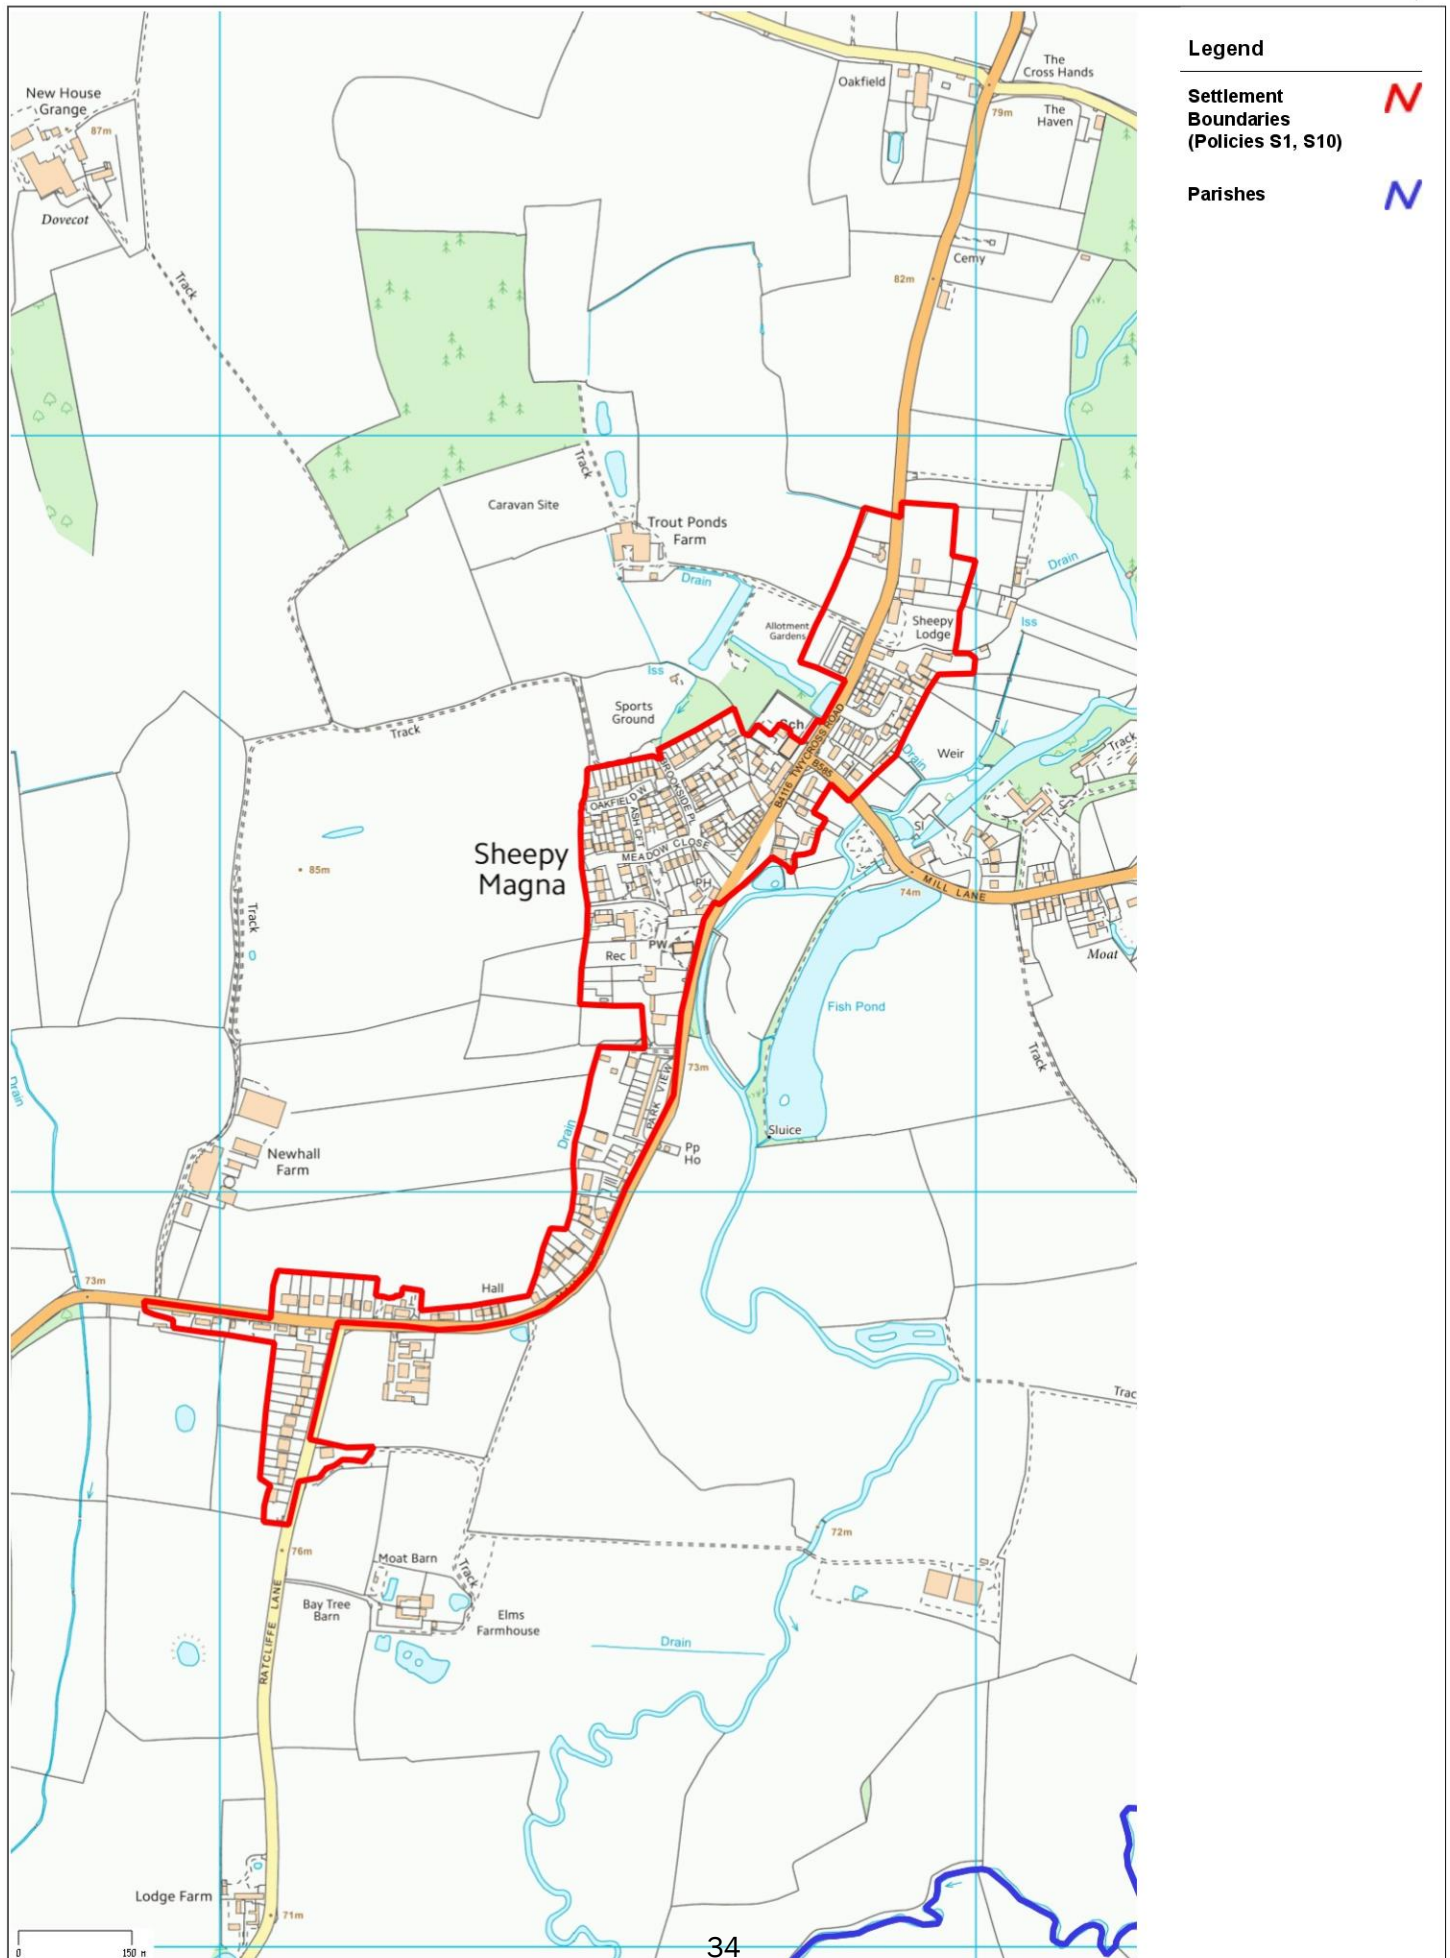 Legend
Settlement
Boundaries
(Policies S1, S10)
Parishes
The
Cross Hands
Oakfield
79m
The
Haven
New House
Grange
87m
Dovecot
Track
Cemy
82m
Track
Caravan Site
Trout Ponds
Farm
Drain
Drain
Allotment
Gardens
Sheepy
Lodge
Iss
Iss
Sports
Ground
Track
Sch
B4116 TWYCROSS ROAD
B585
Drain
Weir
Track
OAKFIELD W
BROOKSIDE PL
ASH CFT
MEADOW CLOSE
Sl
Sheepy
Magna
85m
PH
74m
MILL LANE
Track
PW
Rec
Moat
Fish Pond
73m
Track
Drain
PARK VIEW
Drain
Sluice
Pp
Ho
Newhall
Farm
73m
Hall
Trac
72m
76m
Moat Barn
Track
Bay Tree
Barn
Elms
Farmhouse
RATCLIFFE LANE
Drain
Lodge Farm
71m
0 150 M
34